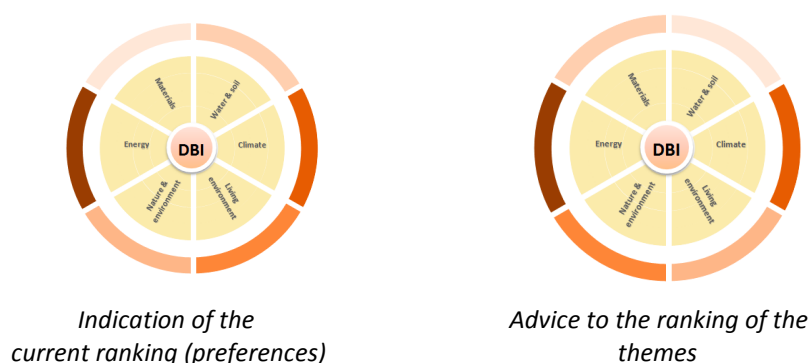 Materials
Water & soil
Energy
DBI
Climate
Nature &
environment
Living
environment
Materials
Water & soil
Energy
DBI
Climate
Nature &
environment
Living
environment
Indication of the
current ranking (preferences)
Advice to the ranking of the
themes